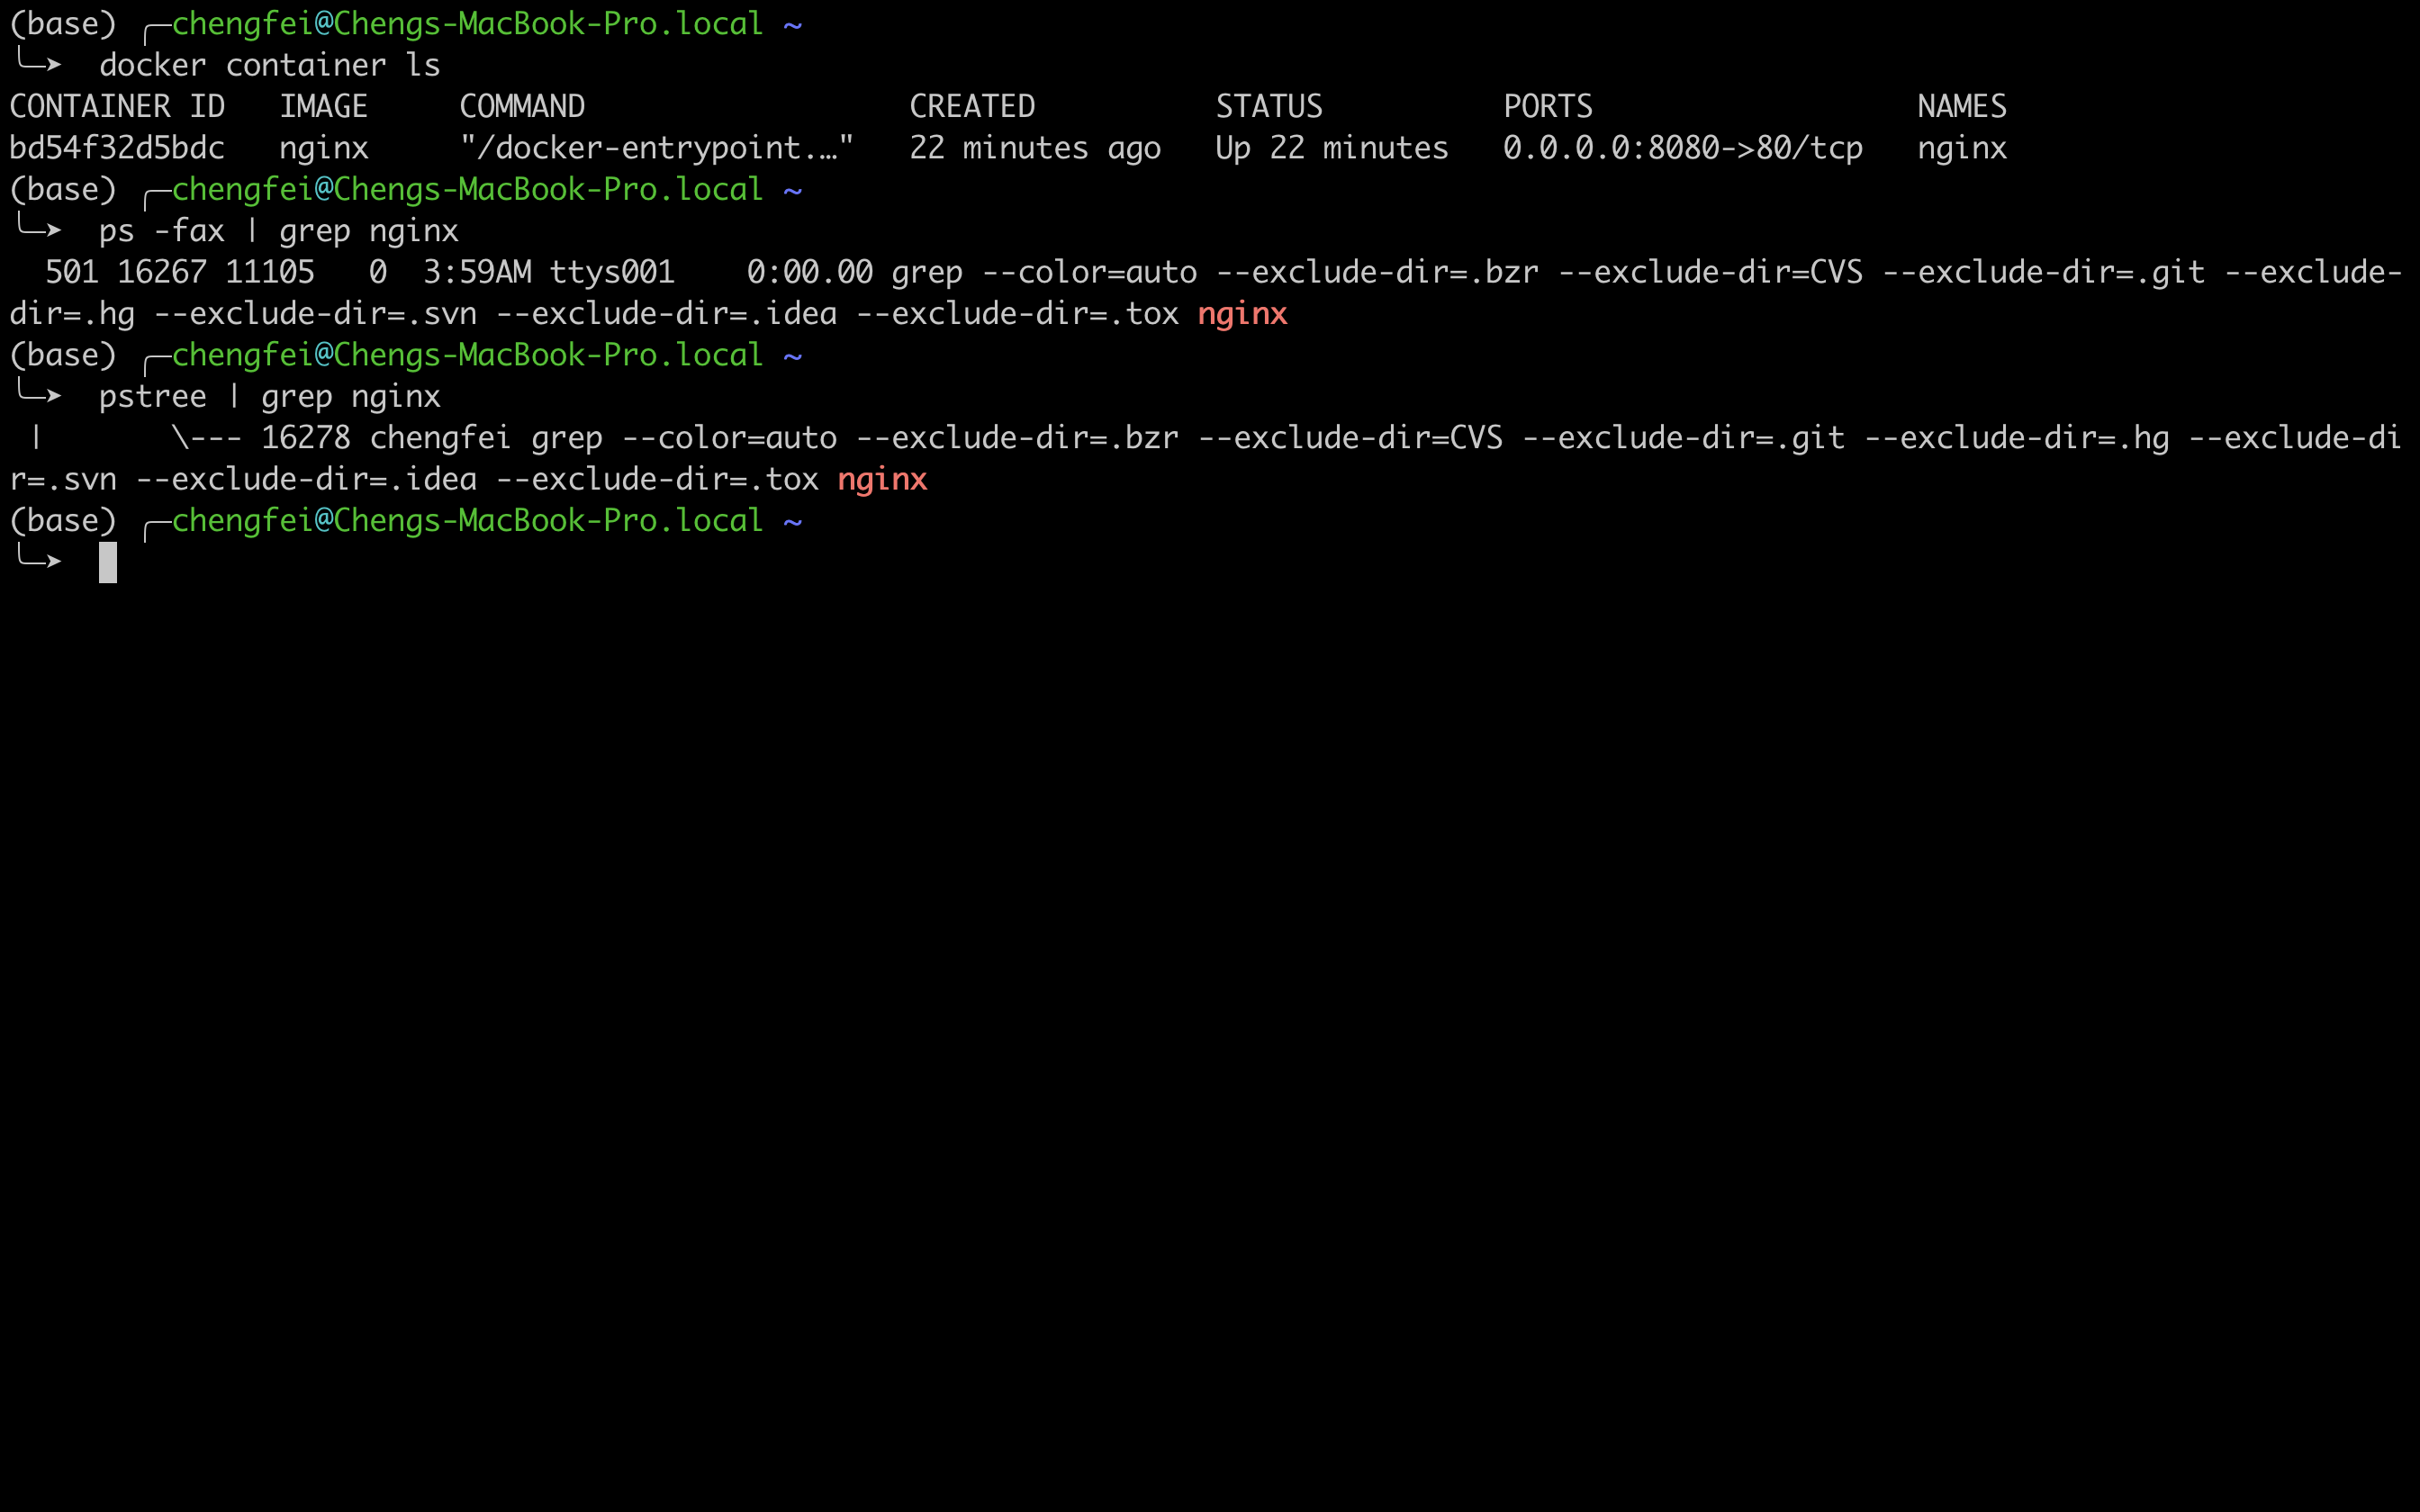 (base) ╭─chengfei@Chengs-MacBook-Pro.local ~
╰─➤  docker container ls
CONTAINER ID   IMAGE     COMMAND                  CREATED          STATUS          PORTS                  NAMES
bd54f32d5bdc   nginx     "/docker-entrypoint.…"   22 minutes ago   Up 22 minutes   0.0.0.0:8080->80/tcp   nginx
(base) ╭─chengfei@Chengs-MacBook-Pro.local ~
╰─➤  ps -fax | grep nginx
  501 16267 11105   0  3:59AM ttys001    0:00.00 grep --color=auto --exclude-dir=.bzr --exclude-dir=CVS --exclude-dir=.git --exclude-
dir=.hg --exclude-dir=.svn --exclude-dir=.idea --exclude-dir=.tox nginx
(base) ╭─chengfei@Chengs-MacBook-Pro.local ~
╰─➤  pstree | grep nginx
 |       \--- 16278 chengfei grep --color=auto --exclude-dir=.bzr --exclude-dir=CVS --exclude-dir=.git --exclude-dir=.hg --exclude-di
r=.svn --exclude-dir=.idea --exclude-dir=.tox nginx
(base) ╭─chengfei@Chengs-MacBook-Pro.local ~
╰─➤